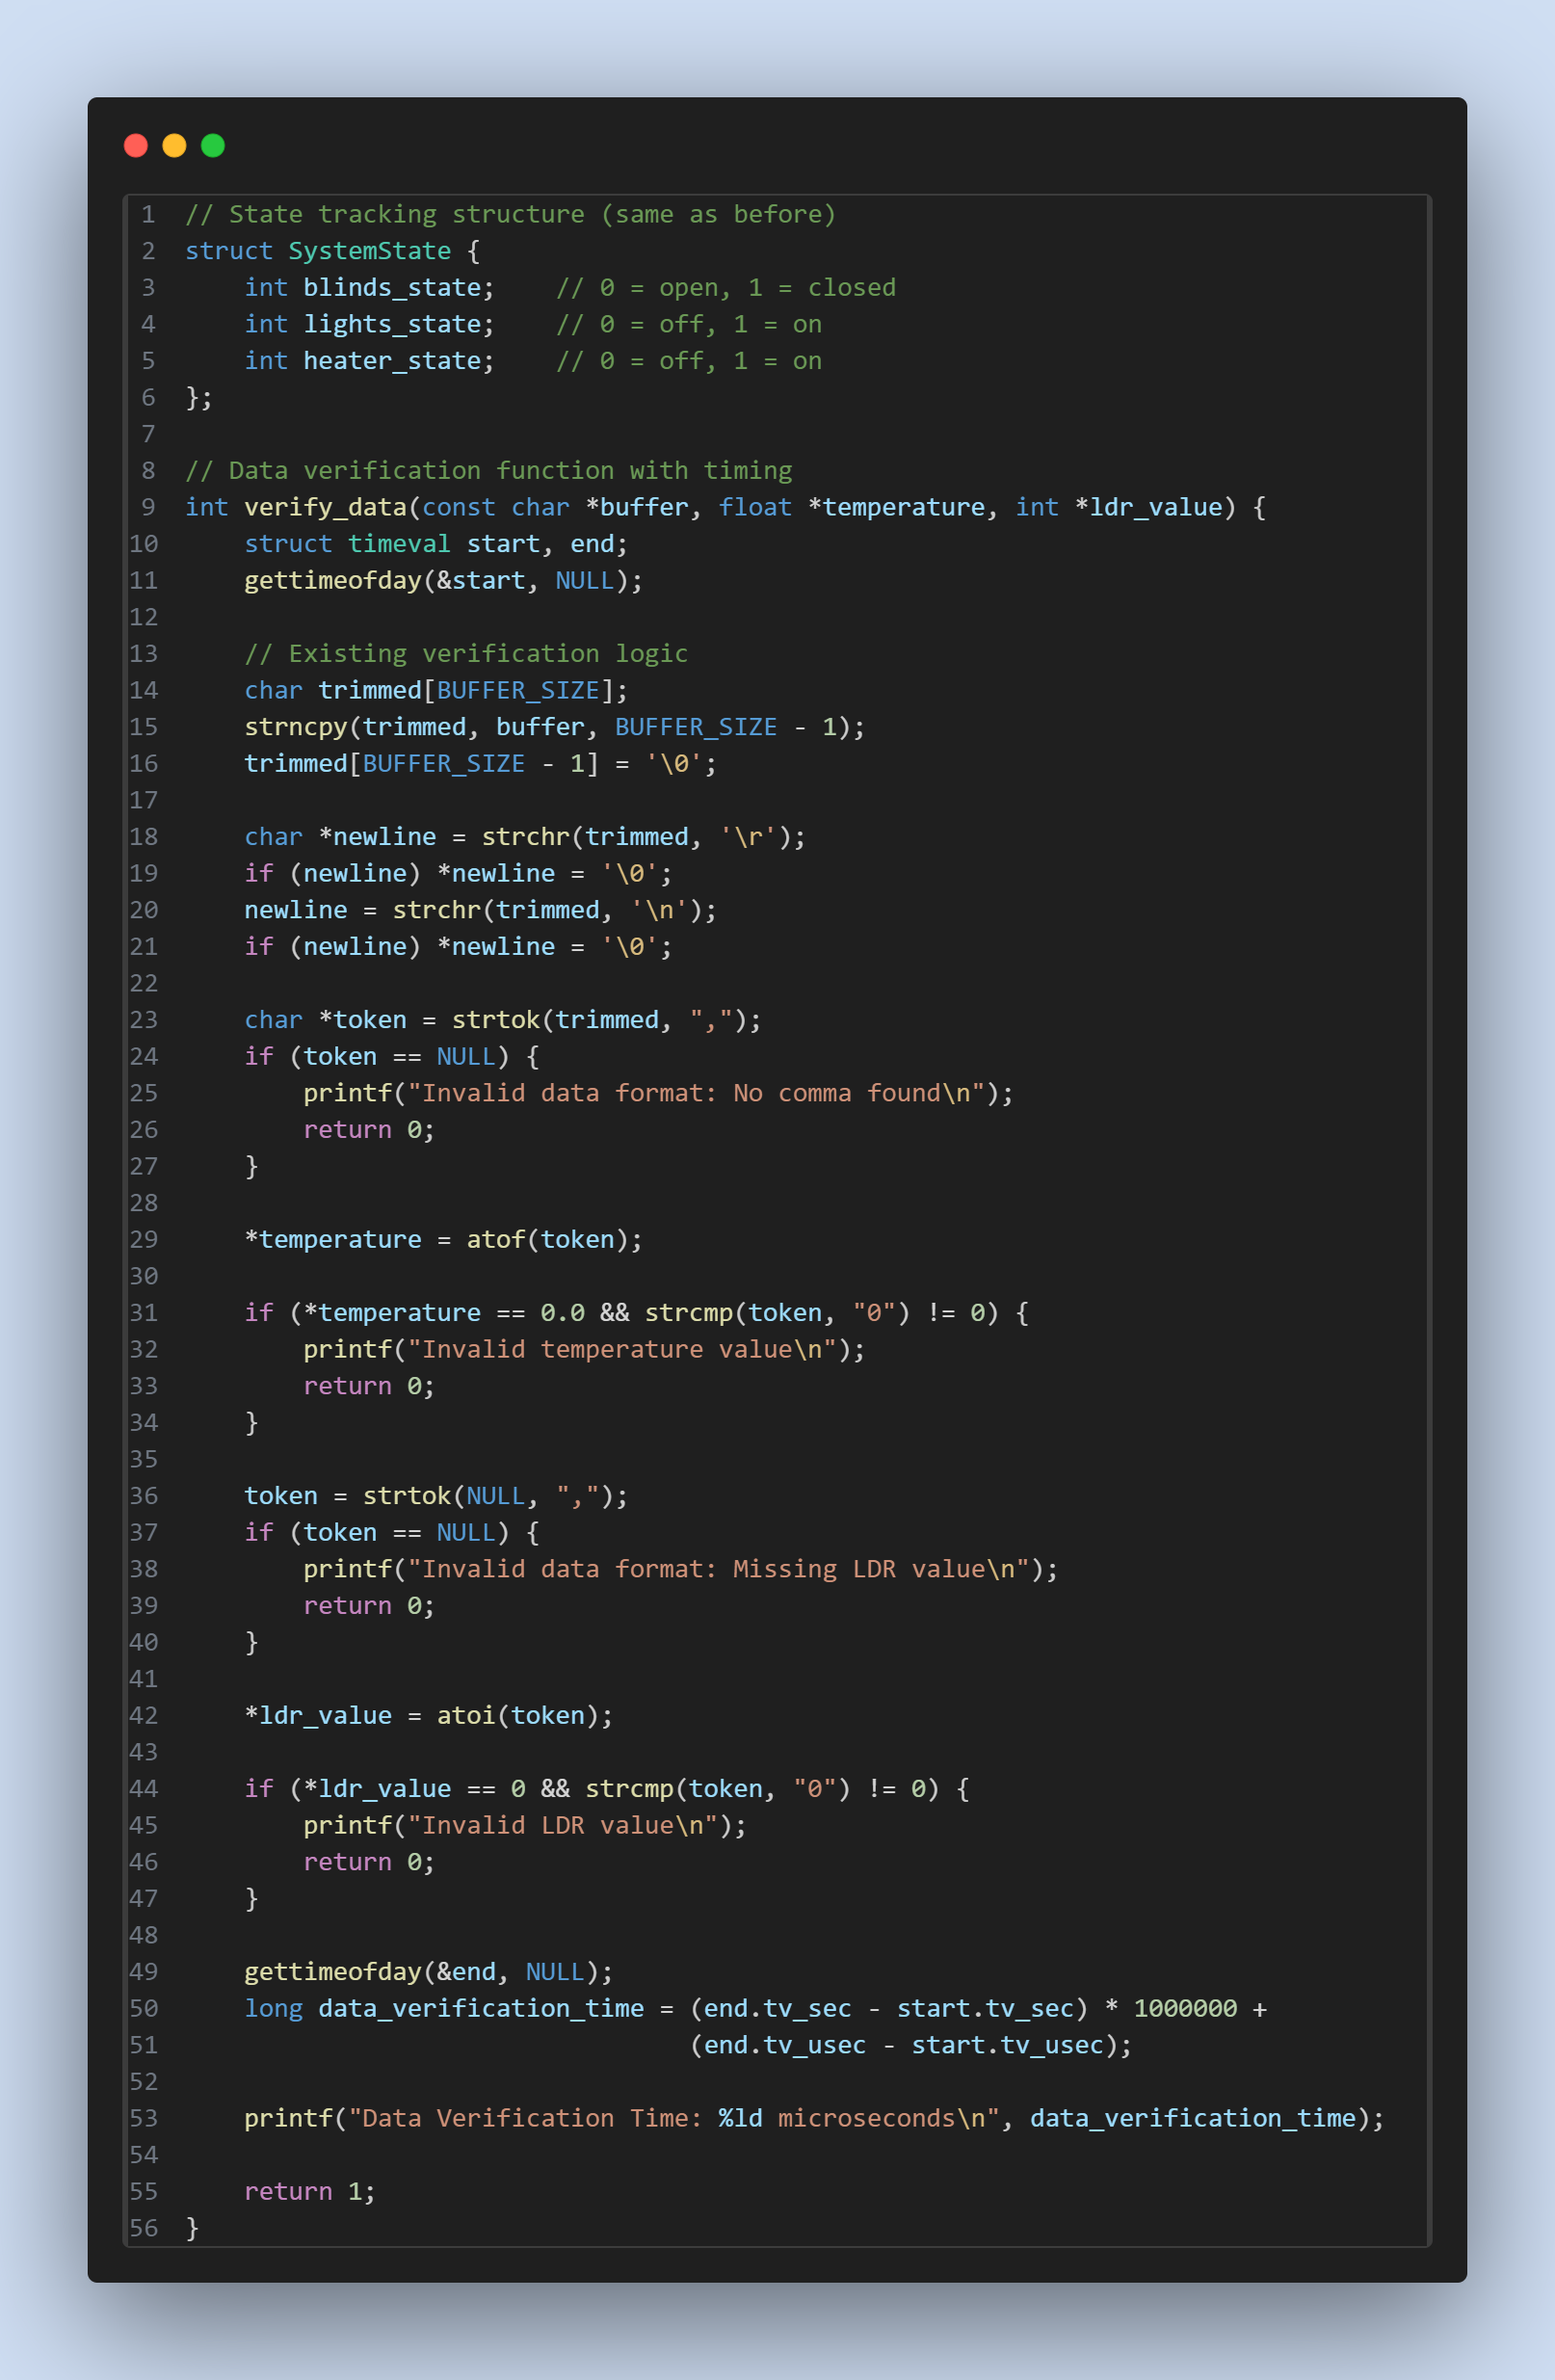 1 // State tracking structure (same as before)
2 struct SystemState {
3     int blinds_state;    // 0 = open, 1 = closed
4     int lights_state;    // 0 = off, 1 = on
5     int heater_state;    // 0 = off, 1 = on
6 };
7
8 // Data verification function with timing
9 int verify_data(const char *buffer, float *temperature, int *ldr_value) {
10     struct timeval start, end;
11     gettimeofday(&start, NULL);
12
13     // Existing verification logic
14     char trimmed[BUFFER_SIZE];
15     strncpy(trimmed, buffer, BUFFER_SIZE - 1);
16     trimmed[BUFFER_SIZE - 1] = '\0';
17
18     char *newline = strchr(trimmed, '\r');
19     if (newline) *newline = '\0';
20     newline = strchr(trimmed, '\n');
21     if (newline) *newline = '\0';
22
23     char *token = strtok(trimmed, ",");
24     if (token == NULL) {
25         printf("Invalid data format: No comma found\n");
26         return 0;
27     }
28
29     *temperature = atof(token);
30
31     if (*temperature == 0.0 && strcmp(token, "0") != 0) {
32         printf("Invalid temperature value\n");
33         return 0;
34     }
35
36     token = strtok(NULL, ",");
37     if (token == NULL) {
38         printf("Invalid data format: Missing LDR value\n");
39         return 0;
40     }
41
42     *ldr_value = atoi(token);
43
44     if (*ldr_value == 0 && strcmp(token, "0") != 0) {
45         printf("Invalid LDR value\n");
46         return 0;
47     }
48
49     gettimeofday(&end, NULL);
50     long data_verification_time = (end.tv_sec - start.tv_sec) * 1000000 +
51                                   (end.tv_usec - start.tv_usec);
52
53     printf("Data Verification Time: %ld microseconds\n", data_verification_time);
54
55     return 1;
56 }